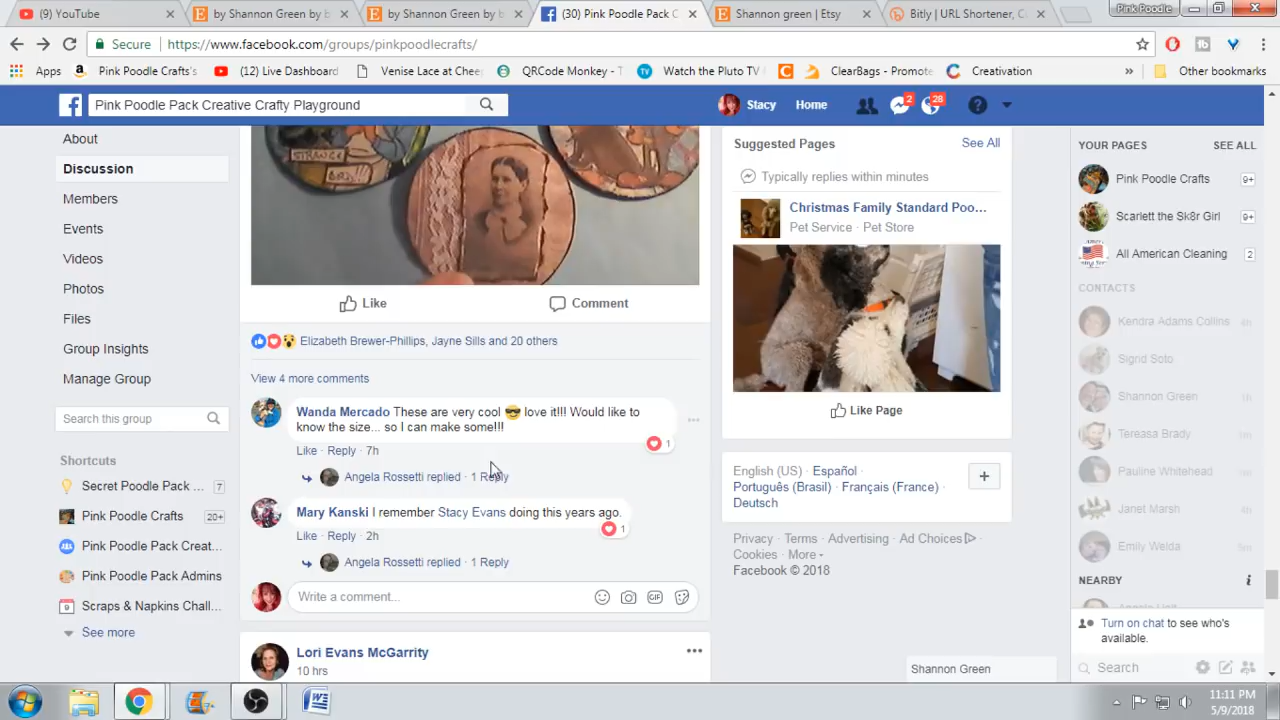 (9) YouTube
by Shannon Green by b
by Shannon Green by b
(30) Pink Poodle Pack C
Shannon green | Etsy
Bitly | URL Shortener, Cu
Pink Poodle
Secure
https://www.facebook.com/groups/pinkpoodlecrafts/
Apps
Pink Poodle Crafts's
(12) Live Dashboard
Venise Lace at Chee
QRCode Monkey - T
Watch the Pluto TV
ClearBags - Promote
Creativation
»
Other bookmarks
Pink Poodle Pack Creative Crafty Playground
Stacy
Home
2
28
About
Discussion
Members
Events
Videos
Photos
Files
Group Insights
Manage Group
Search this group
Shortcuts
Secret Poodle Pack ... 7
Pink Poodle Crafts 20+
Pink Poodle Pack Creat...
Pink Poodle Pack Admins
9 Scraps & Napkins Chall...
See more
STRANGE
Like
Comment
Elizabeth Brewer-Phillips, Jayne Sills and 20 others
View 4 more comments
Wanda Mercado These are very cool 😎 love it!!! Would like to
know the size... so I can make some!!!
1
Like · Reply · 7h
Angela Rossetti replied · 1 Reply
Mary Kanski I remember Stacy Evans doing this years ago.
1
Like · Reply · 2h
Angela Rossetti replied · 1 Reply
Write a comment...
GIF
Lori Evans McGarrity
10 hrs
Suggested Pages
See All
Typically replies within minutes
Christmas Family Standard Poo...
Pet Service · Pet Store
Like Page
English (US) · Español ·
Português (Brasil) · Français (France) ·
Deutsch
Privacy · Terms · Advertising · Ad Choices
Cookies · More
Facebook © 2018
YOUR PAGES
SEE ALL
Pink Poodle Crafts 9+
Scarlett the Sk8r Girl 9+
All American Cleaning 2
CONTACTS
Kendra Adams Collins
Sigrid Soto
Shannon Green
Tereasa Brady
Pauline Whitehead
Janet Marsh
Emily Welda
NEARBY
Turn on chat to see who's
available.
Search
Shannon Green
11:11 PM
5/9/2018